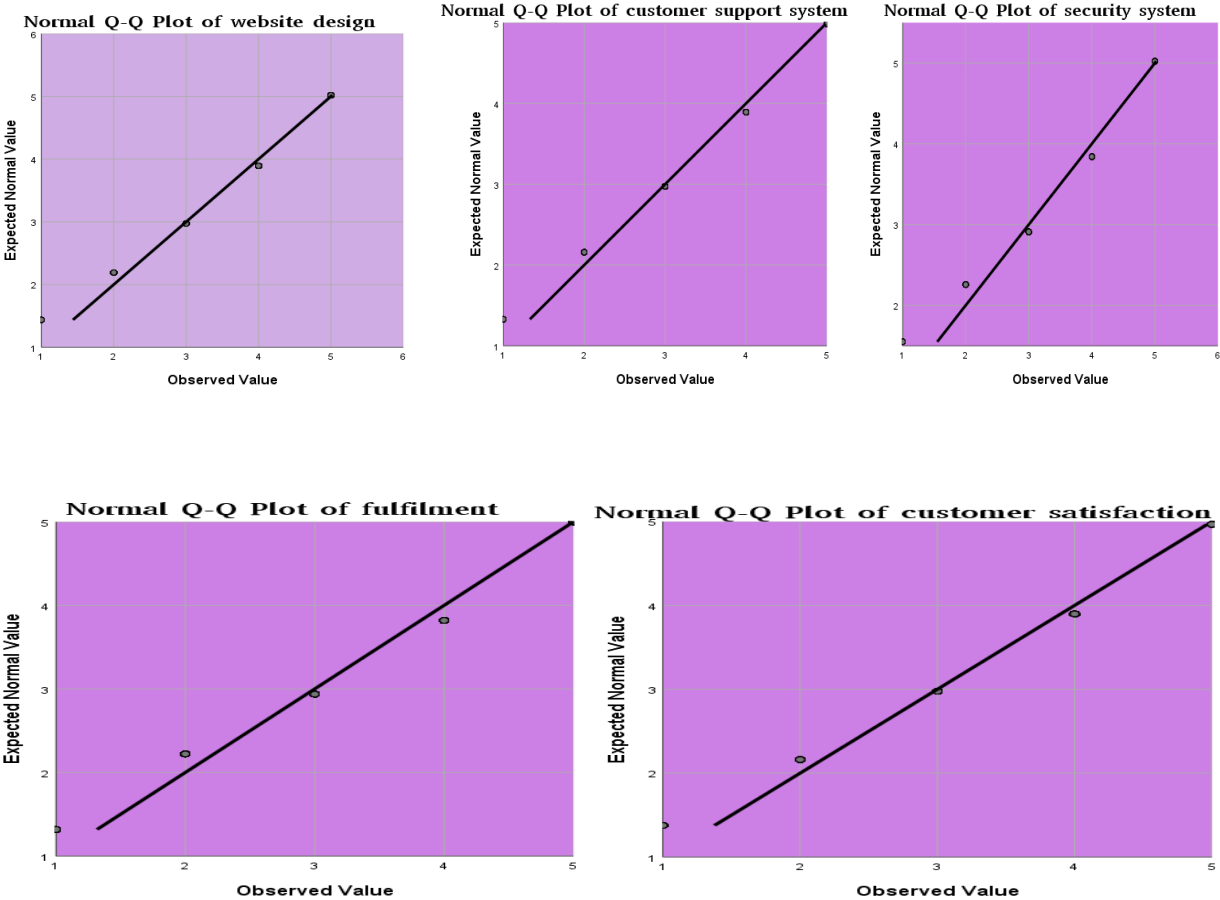 Normal Q-Q Plot of website design
6
5
4
3
2
1
1 2 3 4 5 6
Expected Normal Value
Observed Value
Normal Q-Q Plot of customer support system
5
4
3
2
1
1 2 3 4 5
Expected Normal Value
Observed Value
Normal Q-Q Plot of security system
5
4
3
2
1 2 3 4 5 6
Expected Normal Value
Observed Value
Normal Q-Q Plot of fulfilment
5
4
3
2
1
1 2 3 4 5
Expected Normal Value
Observed Value
Normal Q-Q Plot of customer satisfaction
5
4
3
2
1
1 2 3 4 5
Expected Normal Value
Observed Value